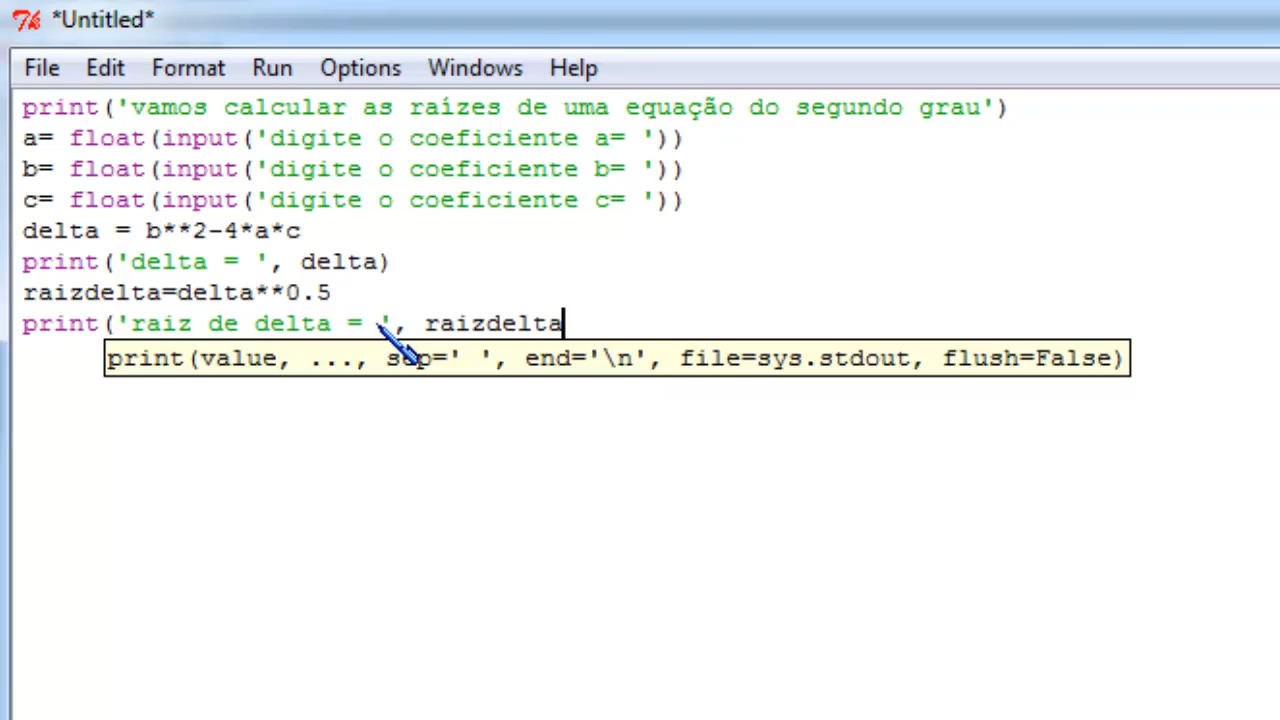 *Untitled*
File Edit Format Run Options Windows Help
print('vamos calcular as raízes de uma equação do segundo grau')
a= float(input('digite o coeficiente a= '))
b= float(input('digite o coeficiente b= '))
c= float(input('digite o coeficiente c= '))
delta = b**2-4*a*c
print('delta = ', delta)
raizdelta=delta**0.5
print('raiz de delta = ', raizdelta
print(value, ..., sep=' ', end='\n', file=sys.stdout, flush=False)